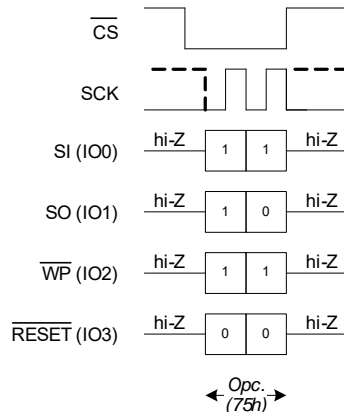 CS
SCK
hi-Z hi-Z
SI (IO0) 1 1
hi-Z hi-Z
SO (IO1) 1 0
hi-Z hi-Z
WP (IO2) 1 1
hi-Z hi-Z
RESET (IO3) 0 0
Opc.
(75h)